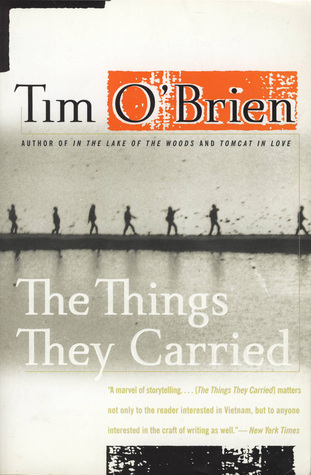 Tim O'Brien
AUTHOR OF IN THE LAKE OF THE WOODS AND TOMCAT IN LOVE
The Things
They Carried
"A marvel of storytelling. . . . [The Things They Carried] matters
not only to the reader interested in Vietnam, but to anyone
interested in the craft of writing as well."— New York Times